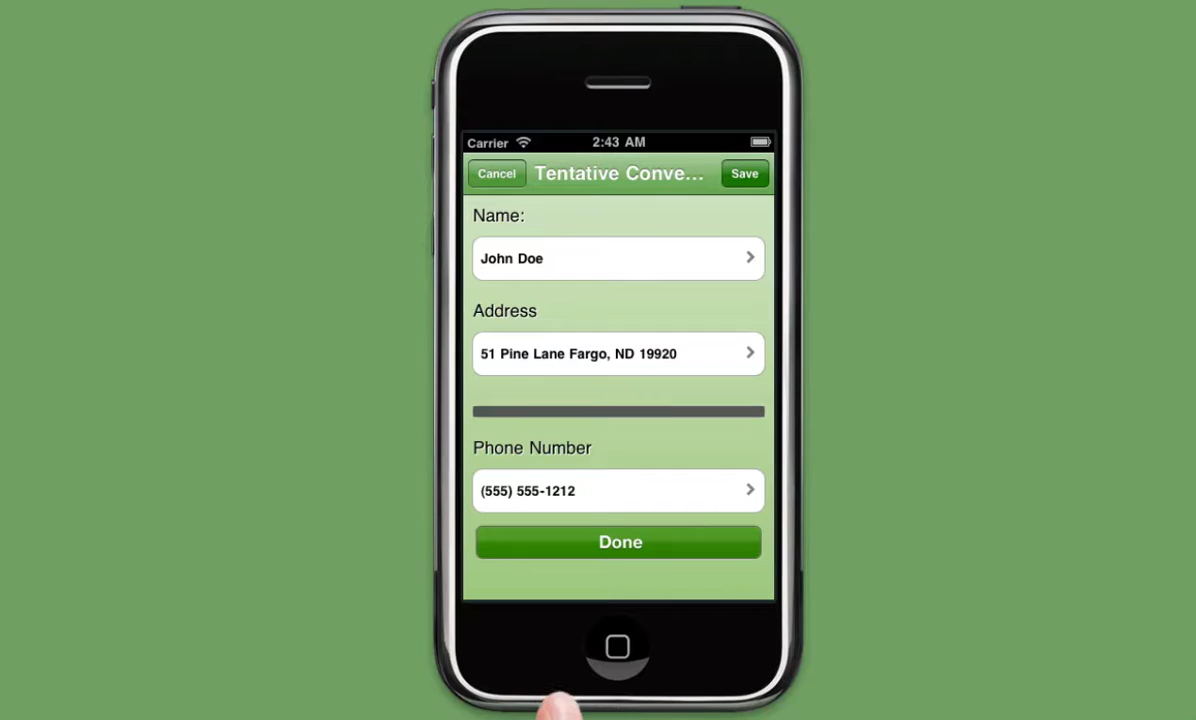 Carrier 2:43 AM
Cancel Tentative Conve... Save
Name:
John Doe
Address
51 Pine Lane Fargo, ND 19920
Phone Number
(555) 555-1212
Done